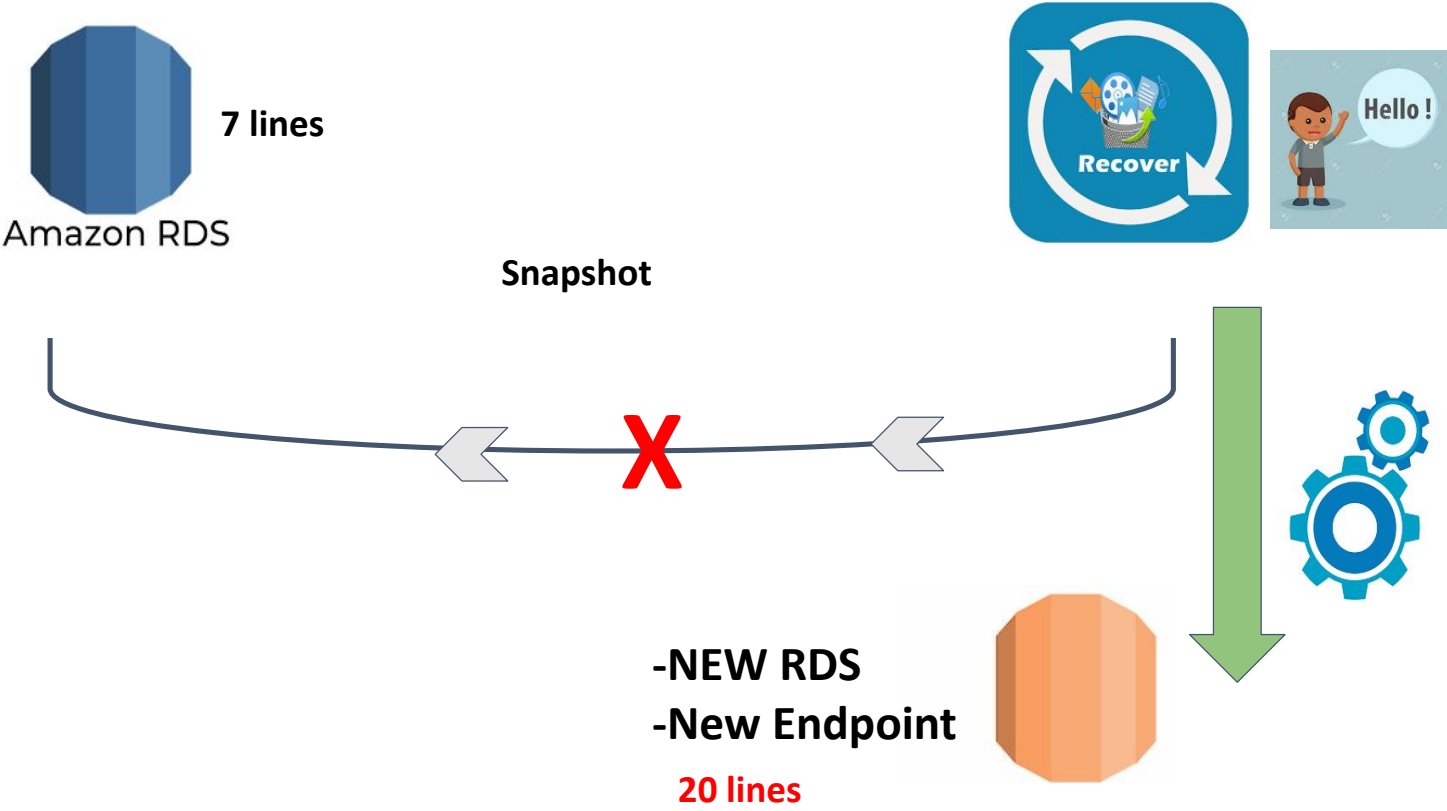 7 lines
Amazon RDS
Recover
Hello !
Snapshot
X
-NEW RDS
-New Endpoint
20 lines